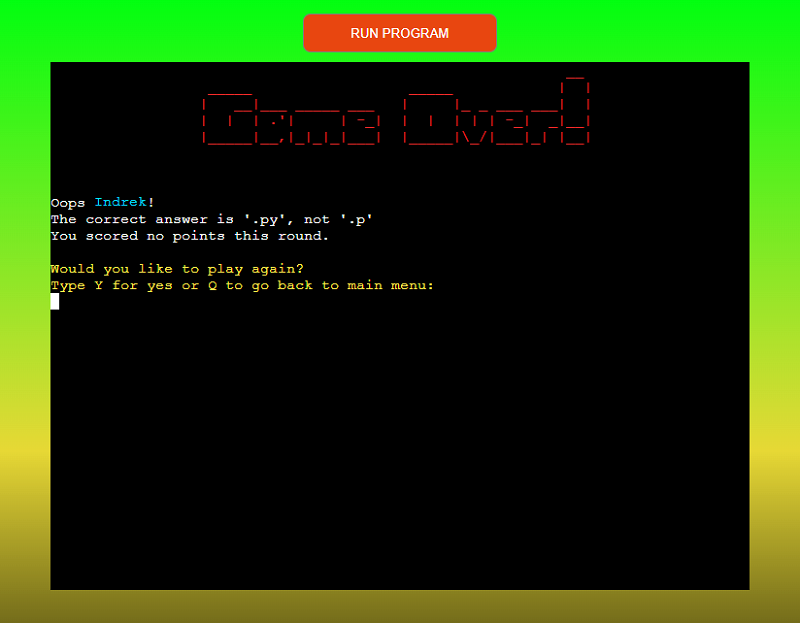 RUN PROGRAM
Game Over!
Oops Indrek!
The correct answer is '.py', not '.p'
You scored no points this round.
Would you like to play again?
Type Y for yes or Q to go back to main menu: